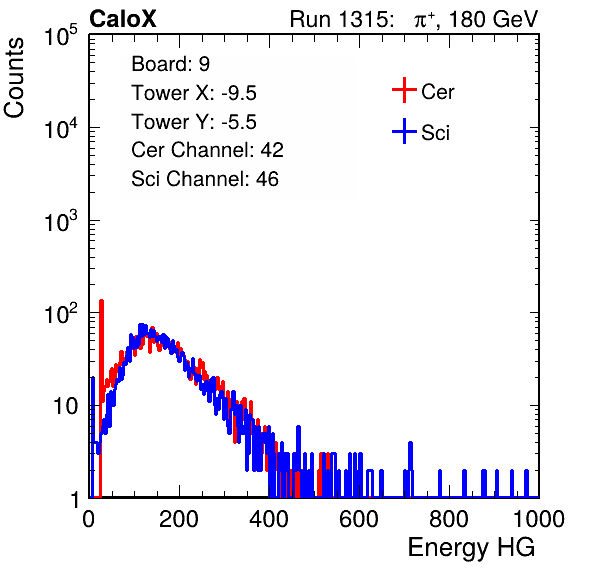 CaloX Run 1315: π⁺, 180 GeV
Counts
10⁵
10⁴
10³
10²
10
1
Board: 9
Tower X: -9.5
Tower Y: -5.5
Cer Channel: 42
Sci Channel: 46
Cer
Sci
0 200 400 600 800 1000
Energy HG